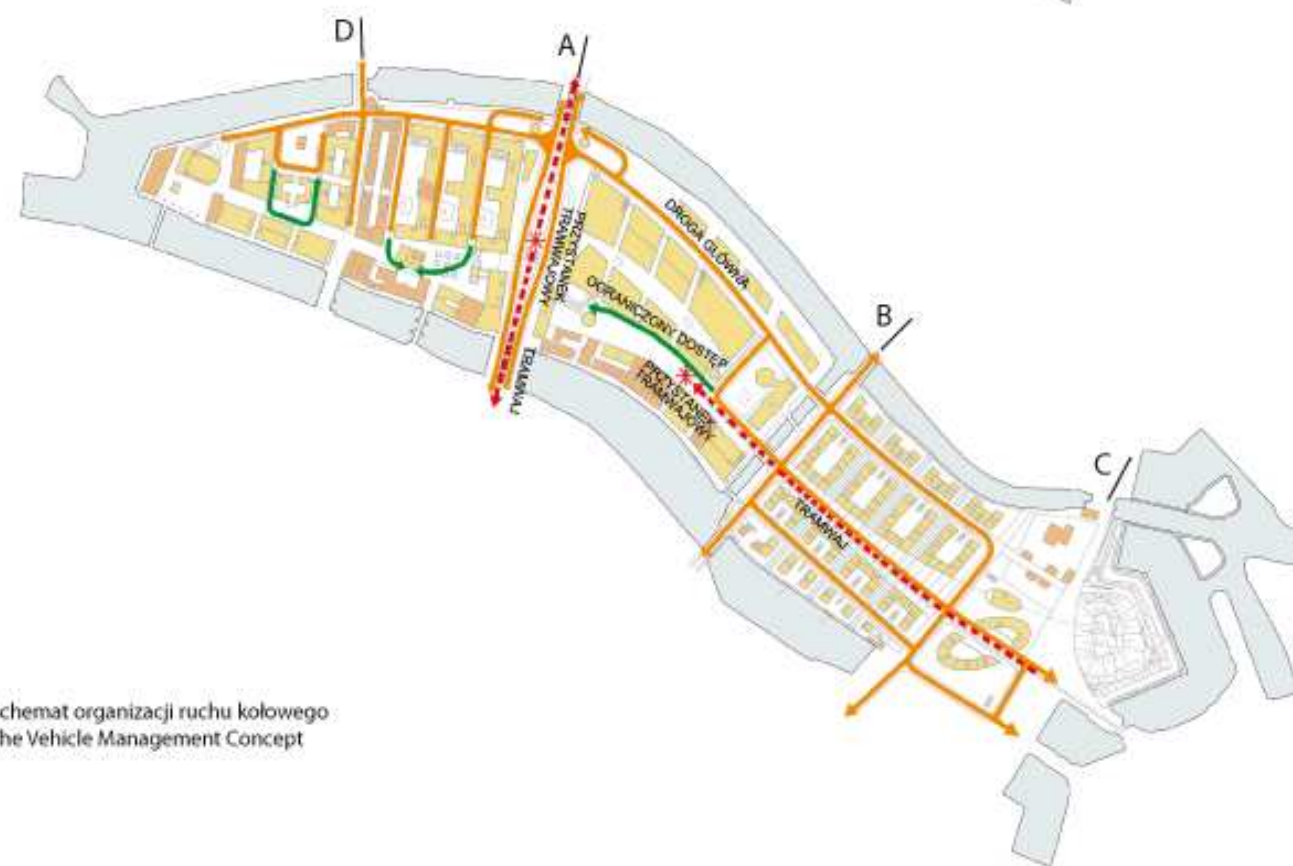 D
A
DROGA GŁÓWNA
PRZYSTANEK
TRAMWAJOWY
OGRANICZONY DOSTĘP
B
TRAMWAJ
PRZYSTANEK
TRAMWAJOWY
C
TRAMWAJ
chemat organizacji ruchu kołowego
he Vehicle Management Concept